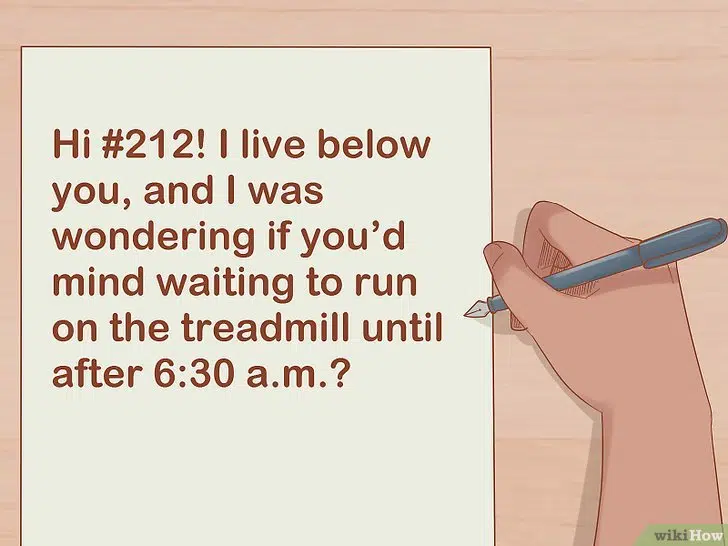 Hi #212! I live below
you, and I was
wondering if you’d
mind waiting to run
on the treadmill until
after 6:30 a.m.?
wikiHow